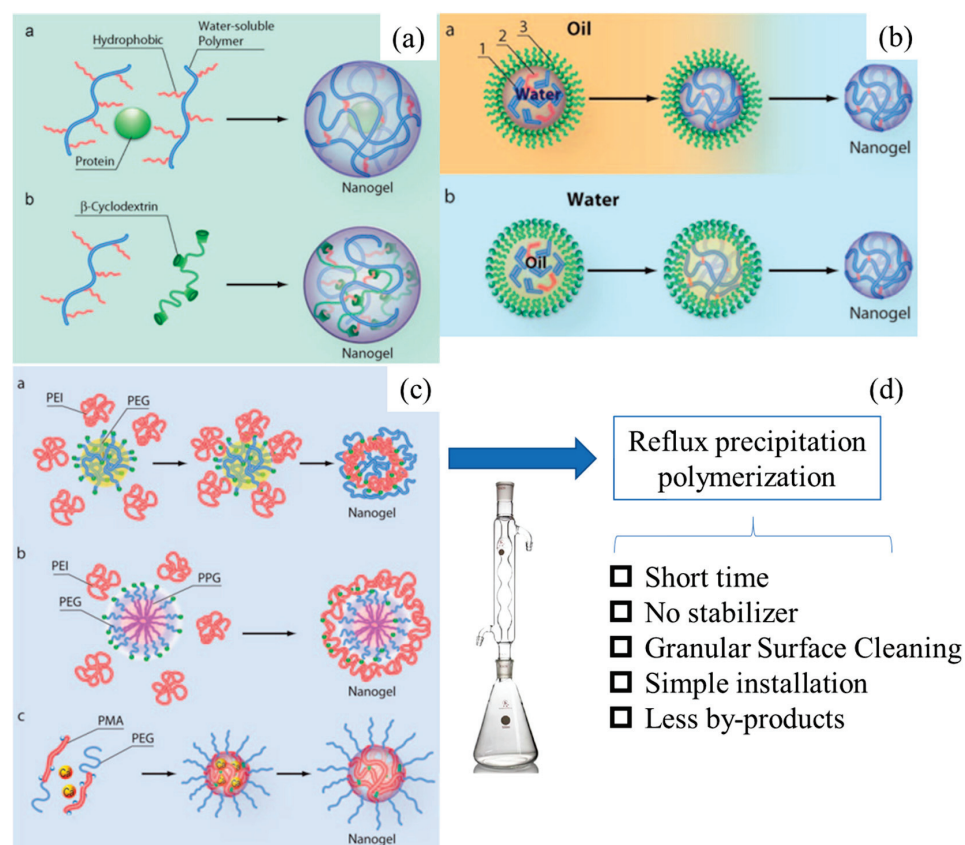 a
Hydrophobic
Water-soluble
Polymer
(a)
Protein
Nanogel
b
β-Cyclodextrin
Nanogel
a
Oil
(b)
1
2
3
Water
Nanogel
b
Water
Oil
Nanogel
a
(c)
PEI
PEG
Nanogel
b
PEI
PPG
PEG
Nanogel
c
PMA
PEG
Nanogel
(d)
Reflux precipitation
polymerization
Short time
No stabilizer
Granular Surface Cleaning
Simple installation
Less by-products